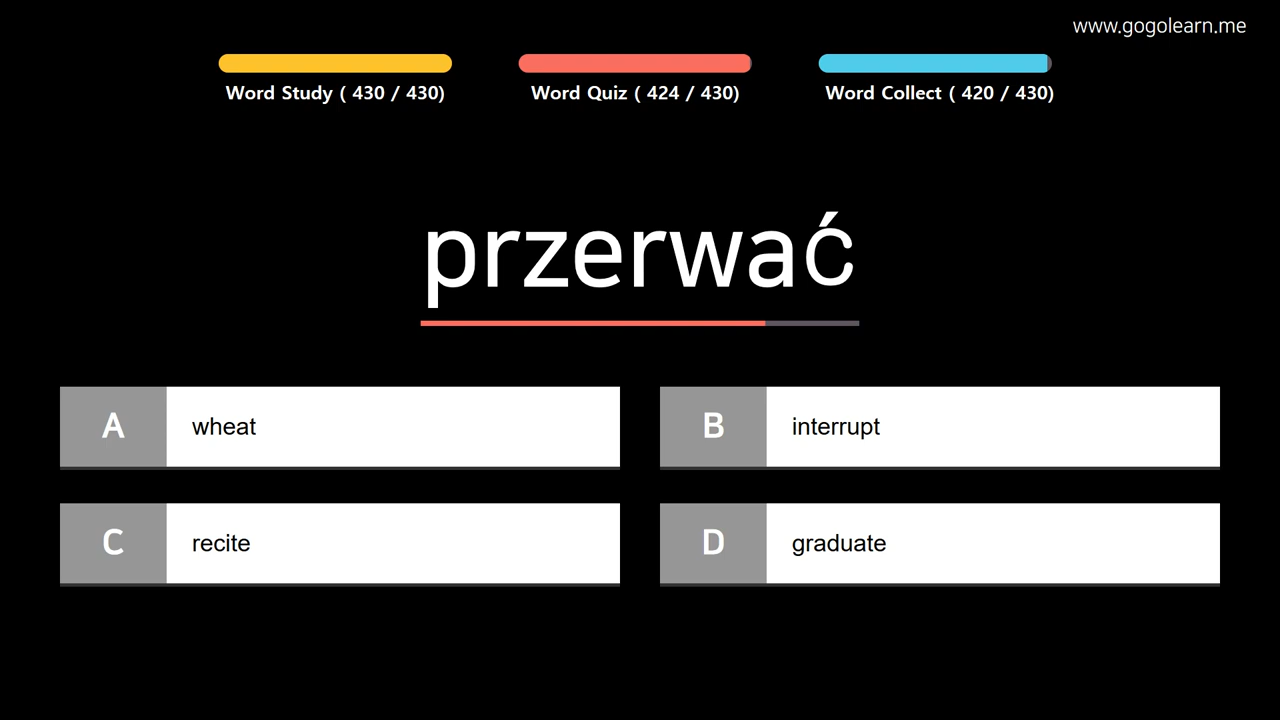 www.gogolearn.me
Word Study ( 430 / 430)
Word Quiz ( 424 / 430)
Word Collect ( 420 / 430)
przerwać
A wheat
B interrupt
C recite
D graduate